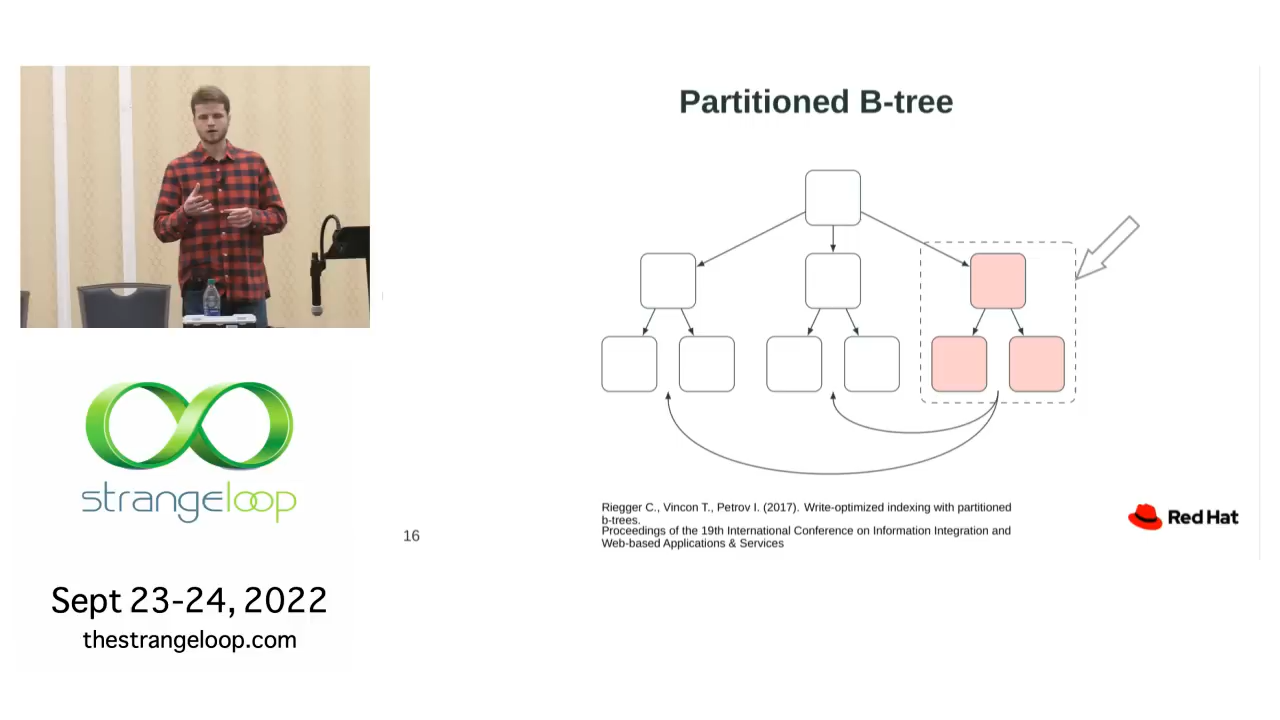 Partitioned B-tree
Riegger C., Vincon T., Petrov I. (2017). Write-optimized indexing with partitioned
b-trees.
Proceedings of the 19th International Conference on Information Integration and
Web-based Applications & Services
Red Hat
16
strangeloop
Sept 23-24, 2022
thestrangeloop.com